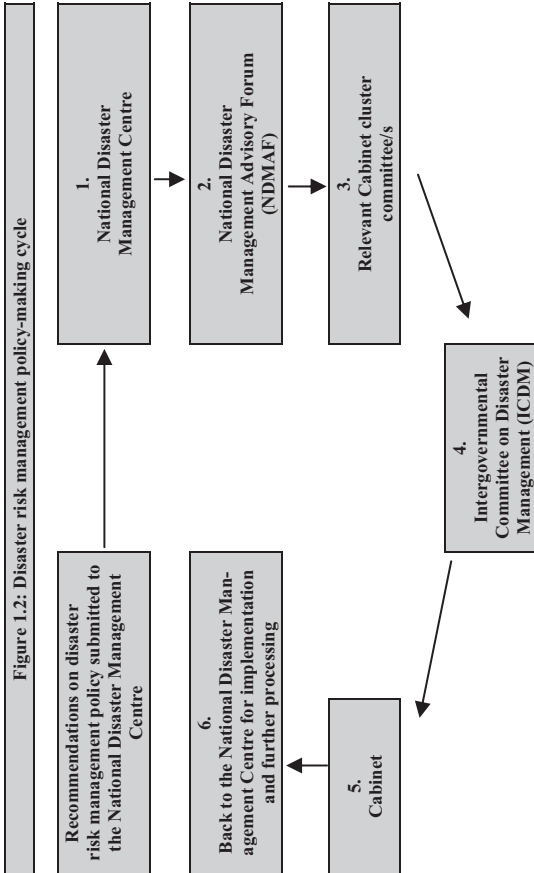 Figure 1.2: Disaster risk management policy-making cycle
Recommendations on disaster
risk management policy submitted to
the National Disaster Management
Centre
1.
National Disaster
Management Centre
2.
National Disaster
Management Advisory Forum
(NDMAF)
3.
Relevant Cabinet cluster
committee/s
4.
Intergovernmental
Committee on Disaster
Management (ICDM)
5.
Cabinet
6.
Back to the National Disaster Man-
agement Centre for implementation
and further processing